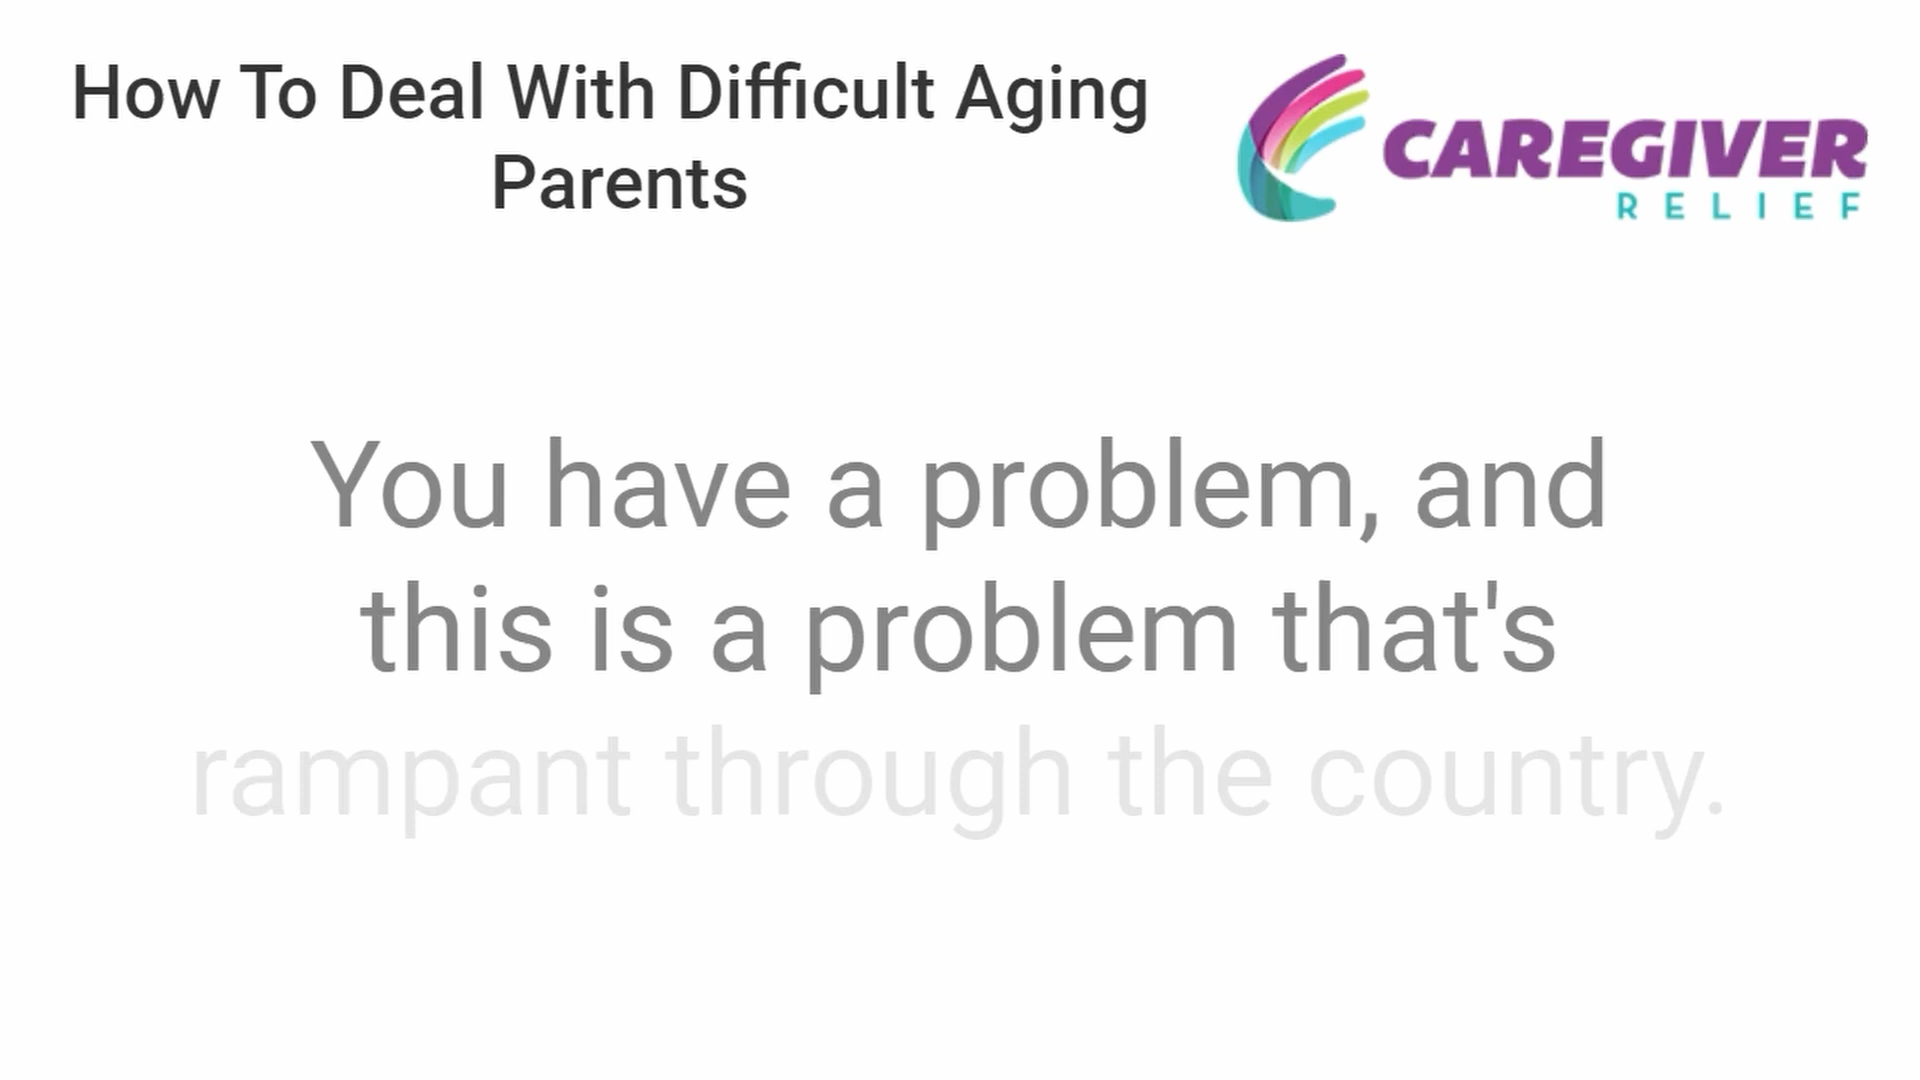 How To Deal With Difficult Aging
Parents
CAREGIVER
RELIEF
You have a problem, and
this is a problem that's
rampant through the country.